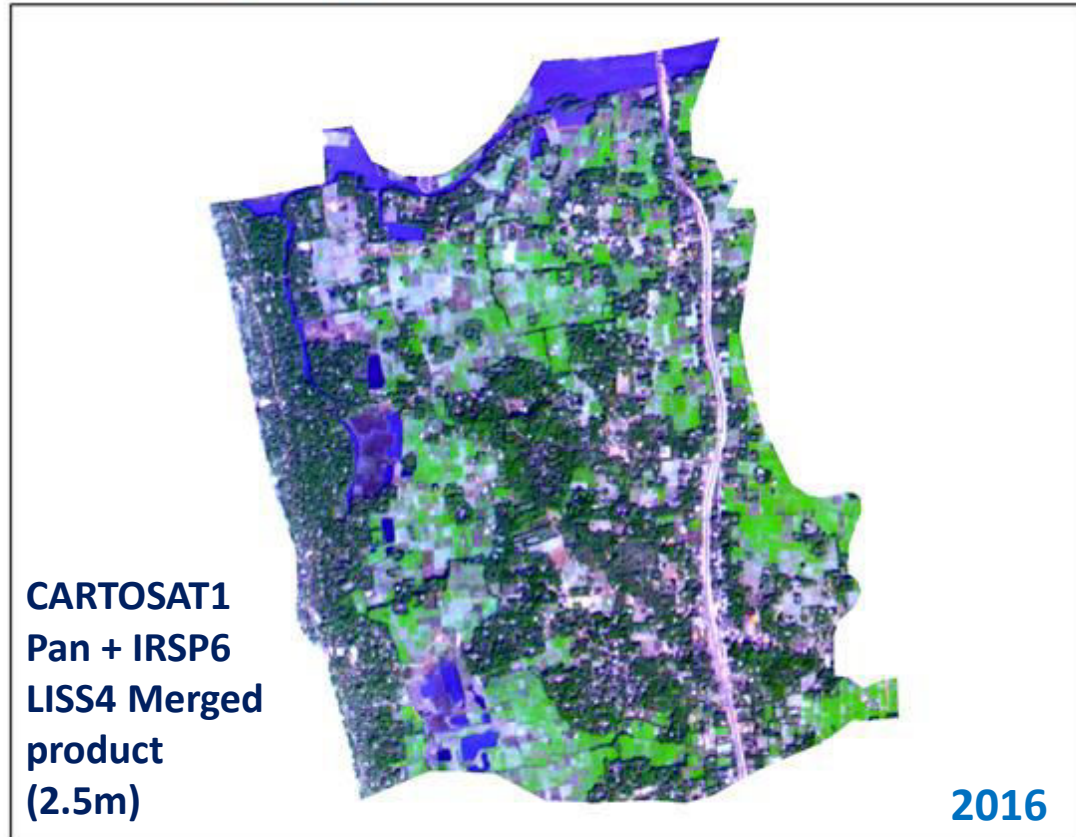 CARTOSAT1
Pan + IRSP6
LISS4 Merged
product
(2.5m)
2016